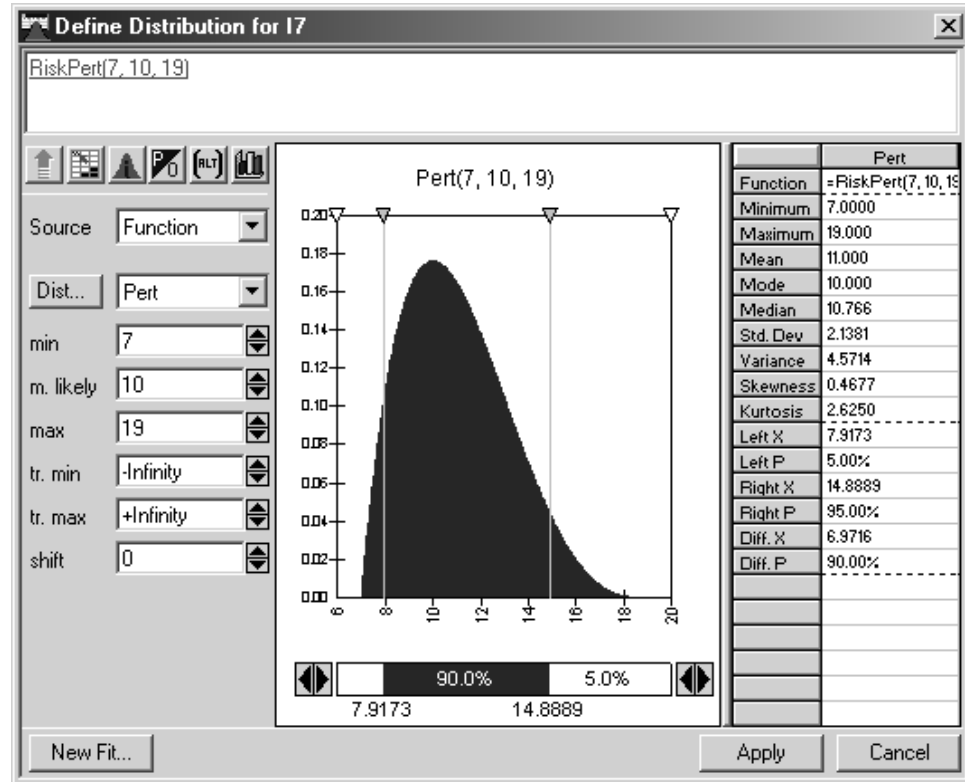 Define Distribution for I7
RiskPert(7, 10, 19)
P/O
(ALT)
Source Function
Dist... Pert
min 7
m. likely 10
max 19
tr. min -Infinity
tr. max +Infinity
shift 0
Pert(7, 10, 19)
0.20
0.18
0.16
0.14
0.12
0.10
0.08
0.06
0.04
0.02
0.00
6 8 10 12 14 16 18 20
90.0% 5.0%
7.9173 14.8889
Pert
Function =RiskPert(7, 10, 19
Minimum 7.0000
Maximum 19.000
Mean 11.000
Mode 10.000
Median 10.766
Std. Dev 2.1381
Variance 4.5714
Skewness 0.4677
Kurtosis 2.6250
Left X 7.9173
Left P 5.00%
Right X 14.8889
Right P 95.00%
Diff. X 6.9716
Diff. P 90.00%
New Fit... Apply Cancel